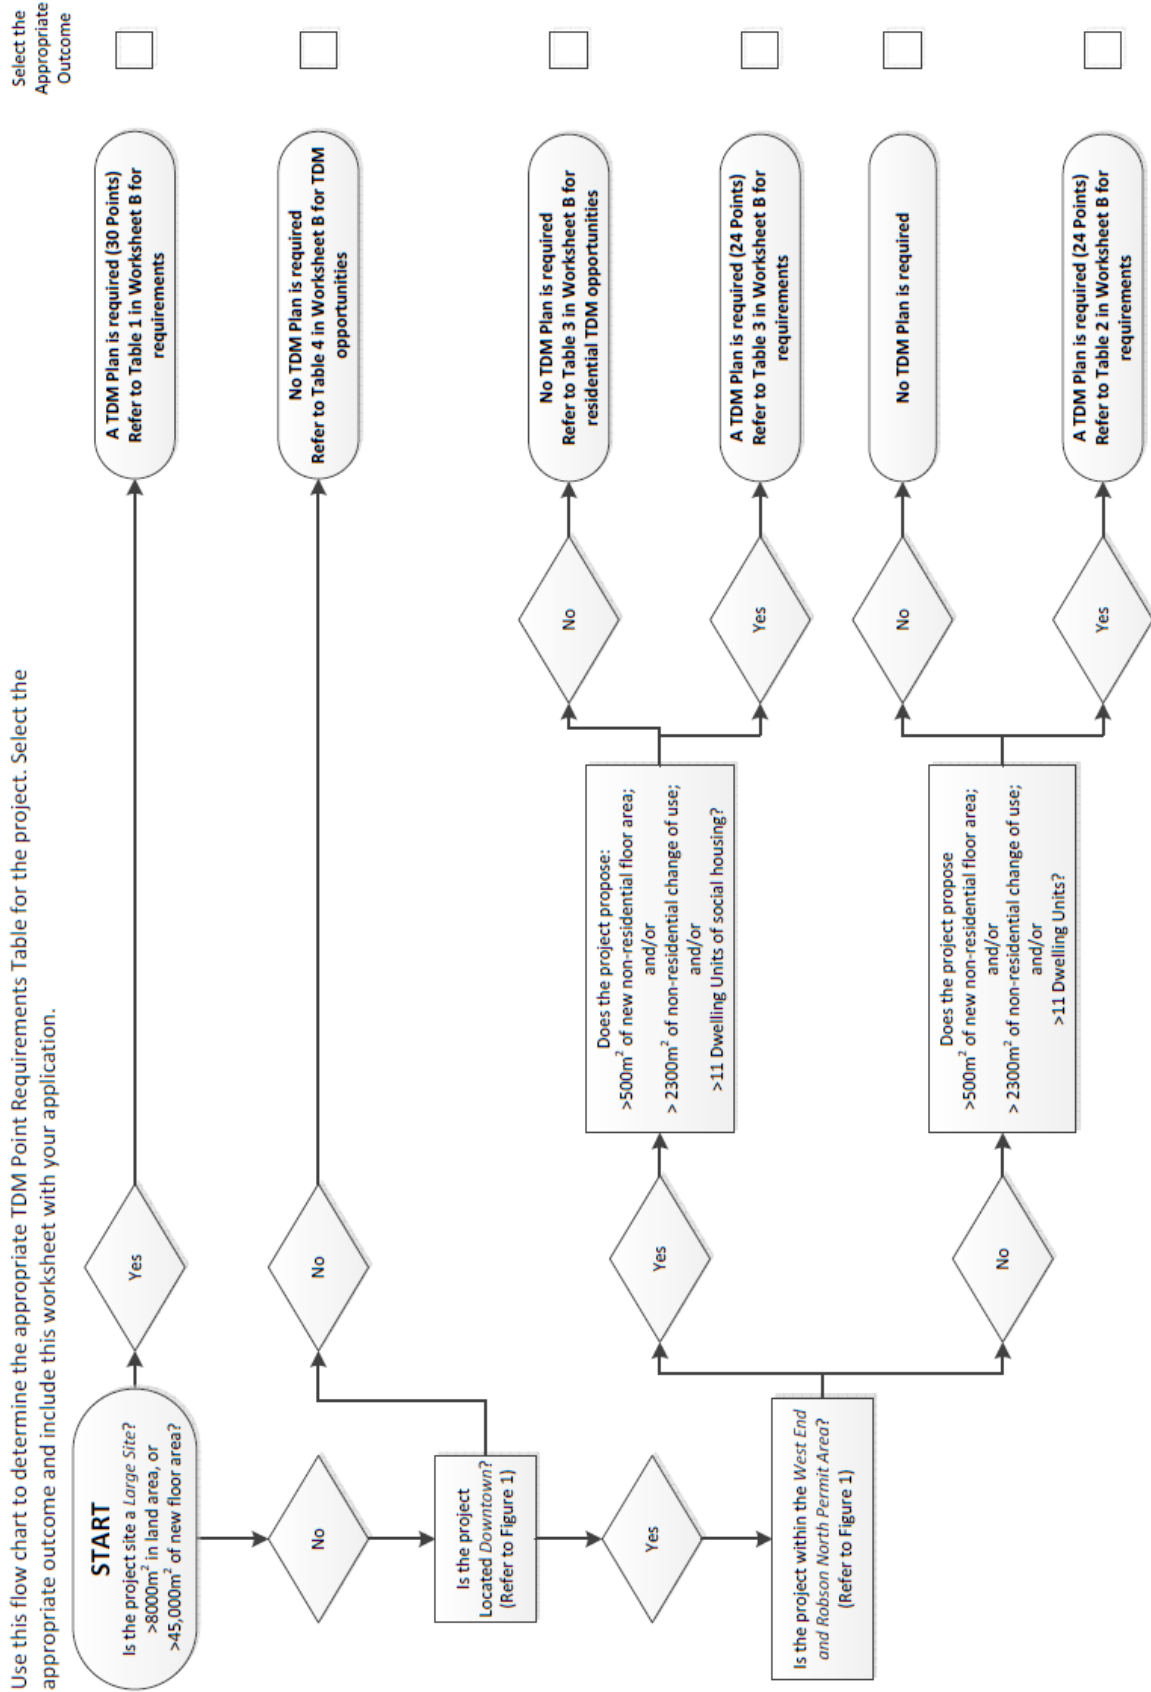 Use this flow chart to determine the appropriate TDM Point Requirements Table for the project. Select the
appropriate outcome and include this worksheet with your application.
Select the
Appropriate
Outcome
START
Is the project site a Large Site?
>8000m² in land area, or
>45,000m² of new floor area?
Yes
A TDM Plan is required (30 Points)
Refer to Table 1 in Worksheet B for
requirements
No
Is the project
Located Downtown?
(Refer to Figure 1)
No
No TDM Plan is required
Refer to Table 4 in Worksheet B for TDM
opportunities
Yes
Is the project within the West End
and Robson North Permit Area?
(Refer to Figure 1)
Yes
Does the project propose:
>500m² of new non-residential floor area;
and/or
> 2300m² of non-residential change of use;
and/or
>11 Dwelling Units of social housing?
No
No TDM Plan is required
Refer to Table 3 in Worksheet B for
residential TDM opportunities
Yes
A TDM Plan is required (24 Points)
Refer to Table 3 in Worksheet B for
requirements
No
Does the project propose
>500m² of new non-residential floor area;
and/or
> 2300m² of non-residential change of use;
and/or
>11 Dwelling Units?
No
No TDM Plan is required
Yes
A TDM Plan is required (24 Points)
Refer to Table 2 in Worksheet B for
requirements